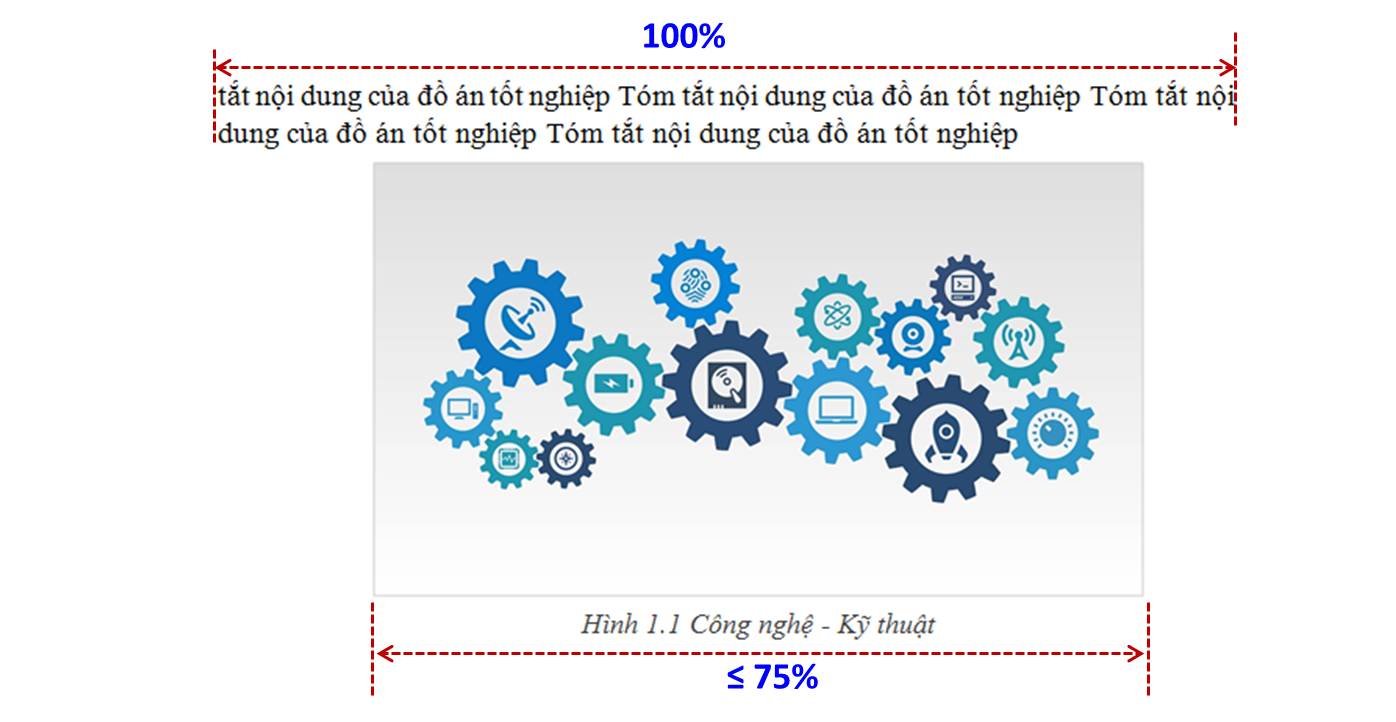 100%
tắt nội dung của đồ án tốt nghiệp Tóm tắt nội dung của đồ án tốt nghiệp Tóm tắt nội
dung của đồ án tốt nghiệp Tóm tắt nội dung của đồ án tốt nghiệp
Hình 1.1 Công nghệ - Kỹ thuật
≤ 75%